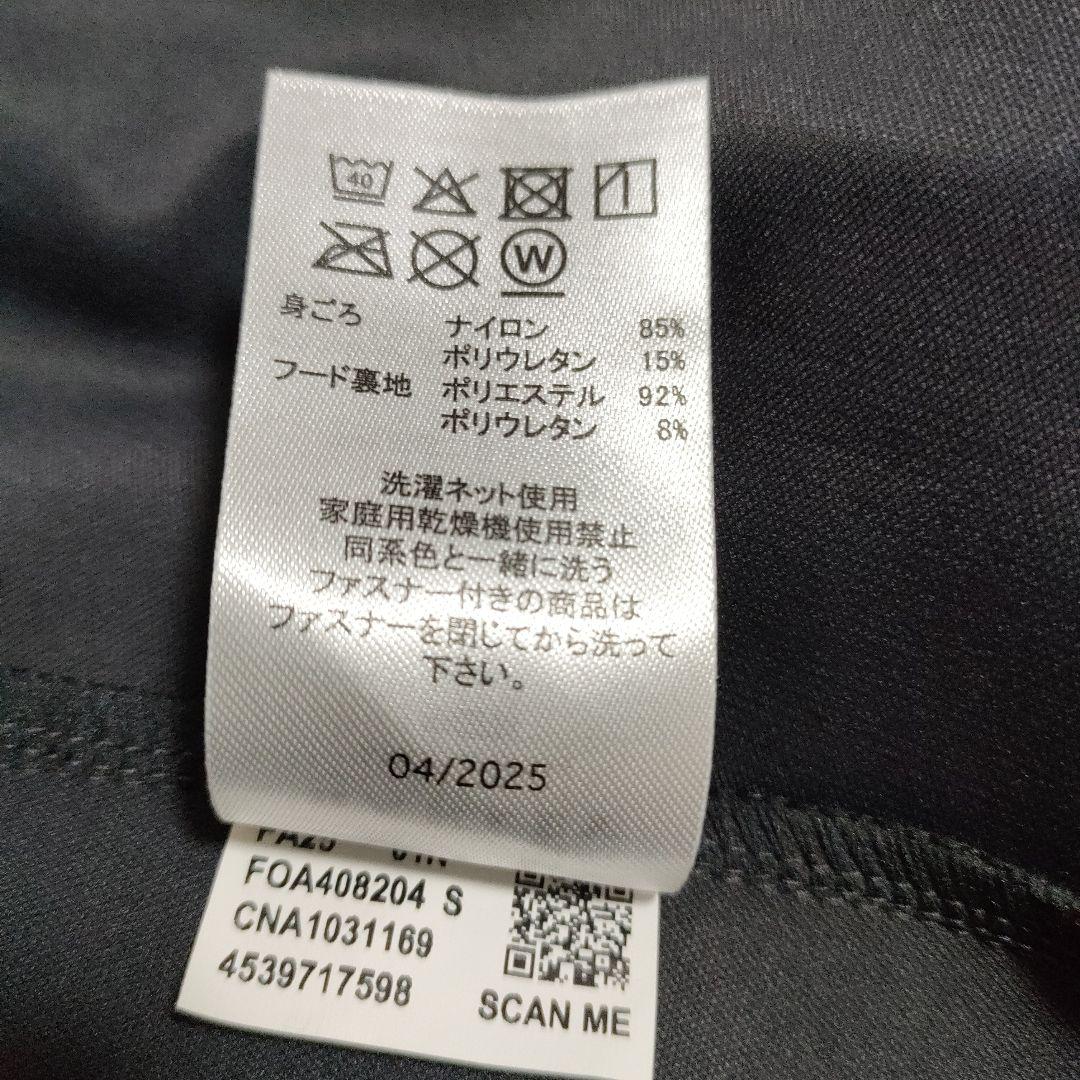 40
W
身ごろ ナイロン 85%
ポリウレタン 15%
フード裏地 ポリエステル 92%
ポリウレタン 8%
洗濯ネット使用
家庭用乾燥機使用禁止
同系色と一緒に洗う
ファスナー付きの商品は
ファスナーを閉じてから洗って
下さい。
04/2025
FA25 01N
FOA408204 S
CNA1031169
4539717598
SCAN ME